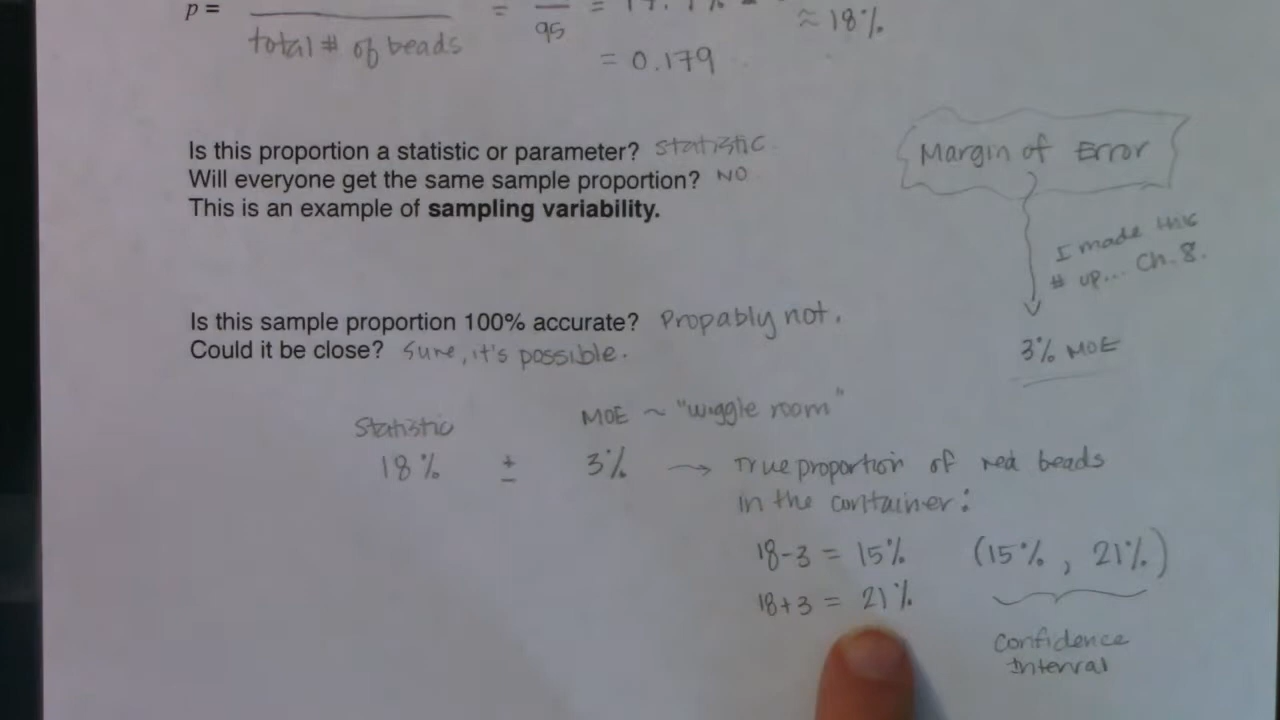 p = = = 17.9%
total # of beads 95 ≈ 18%
= 0.179
Is this proportion a statistic or parameter? Statistic
Will everyone get the same sample proportion? NO
This is an example of sampling variability.
Margin of Error
I made this
# up... Ch. 8.
3% MOE
Is this sample proportion 100% accurate? Propably not.
Could it be close? Sure, it's possible.
Statistic MOE ~ "wiggle room"
18% ± 3% → True proportion of red beads
in the container:
18-3 = 15% (15%, 21%)
18+3 = 21%
Confidence
Interval